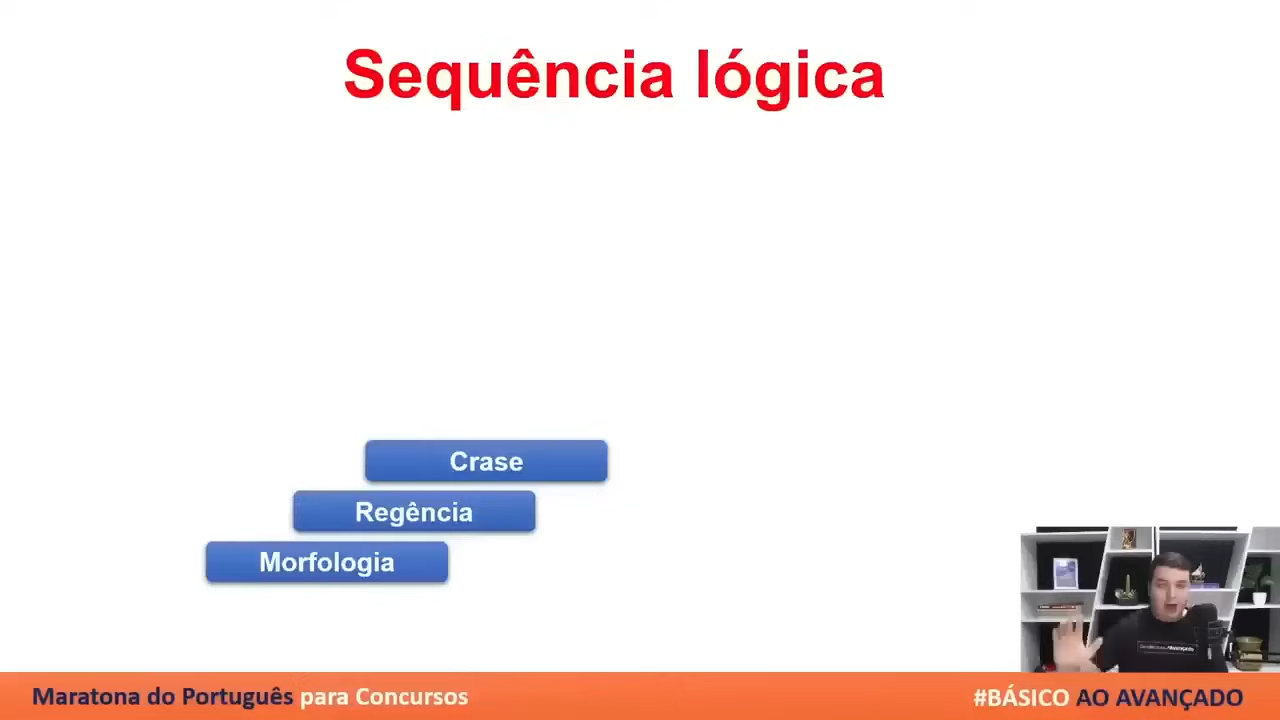 Sequência lógica
Crase
Regência
Morfologia
Maratona do Português para Concursos
#BÁSICO AO AVANÇADO